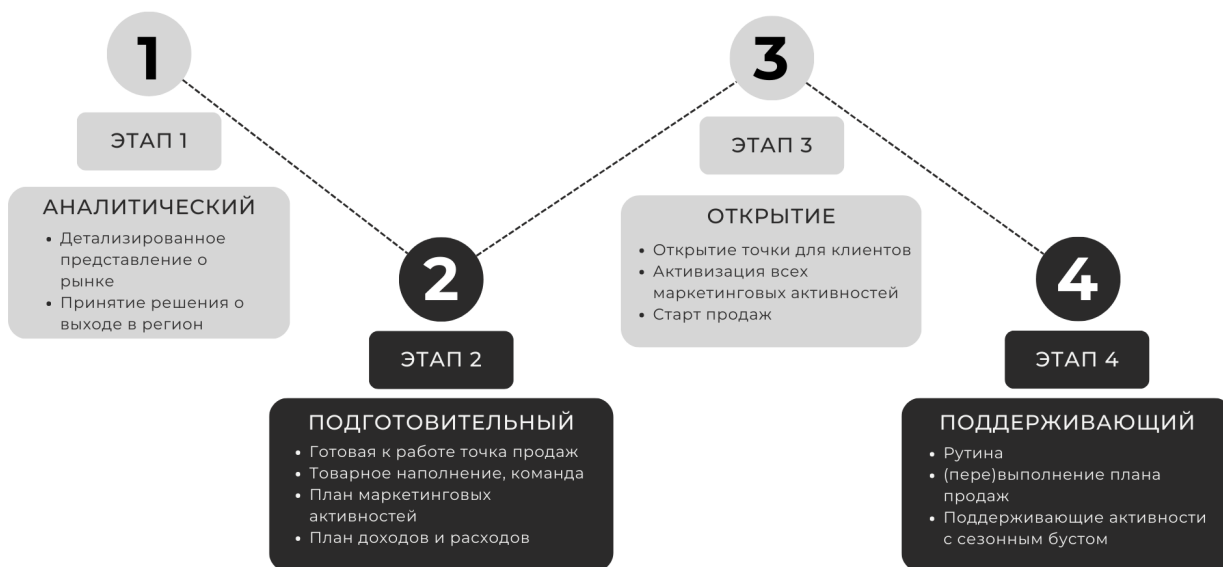 1
ЭТАП 1
АНАЛИТИЧЕСКИЙ
• Детализированное
представление о
рынке
• Принятие решения о
выходе в регион
2
ЭТАП 2
ПОДГОТОВИТЕЛЬНЫЙ
• Готовая к работе точка продаж
• Товарное наполнение, команда
• План маркетинговых
активностей
• План доходов и расходов
3
ЭТАП 3
ОТКРЫТИЕ
• Открытие точки для клиентов
• Активизация всех
маркетинговых активностей
• Старт продаж
4
ЭТАП 4
ПОДДЕРЖИВАЮЩИЙ
• Рутина
• (пере)выполнение плана
продаж
• Поддерживающие активности
с сезонным бустом